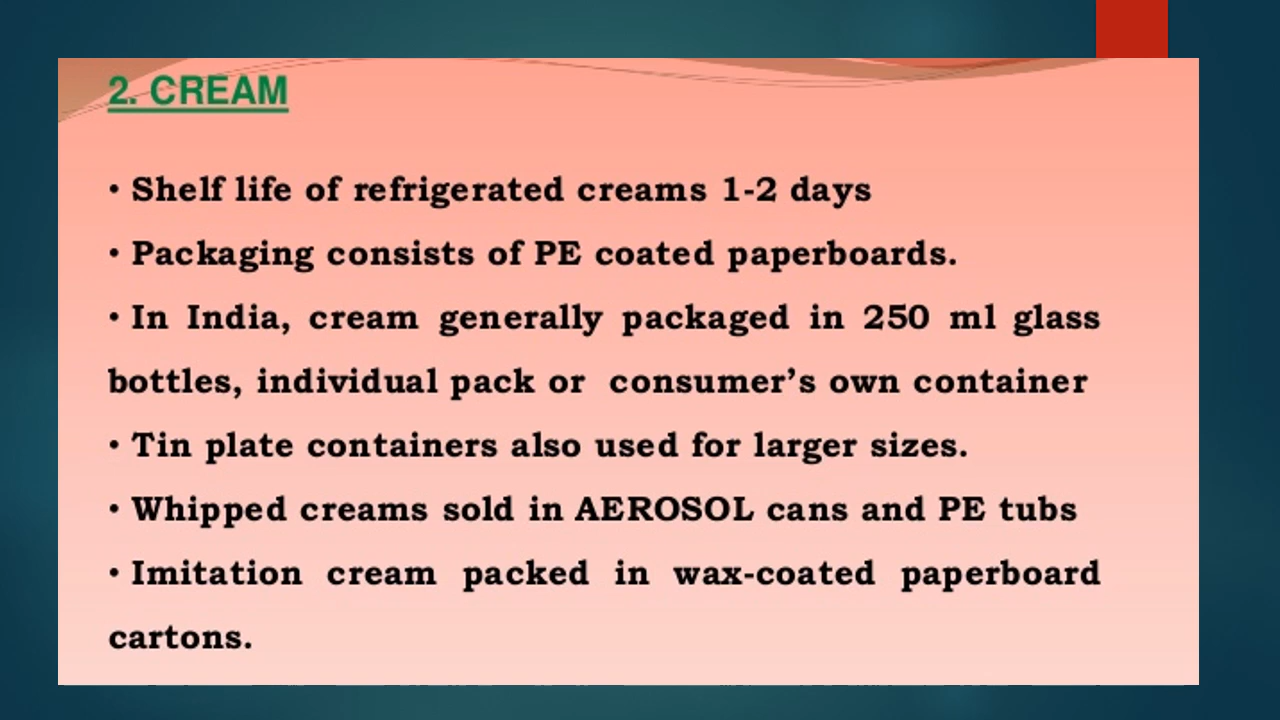 2. CREAM
• Shelf life of refrigerated creams 1-2 days
• Packaging consists of PE coated paperboards.
• In India, cream generally packaged in 250 ml glass
bottles, individual pack or consumer’s own container
• Tin plate containers also used for larger sizes.
• Whipped creams sold in AEROSOL cans and PE tubs
• Imitation cream packed in wax-coated paperboard
cartons.